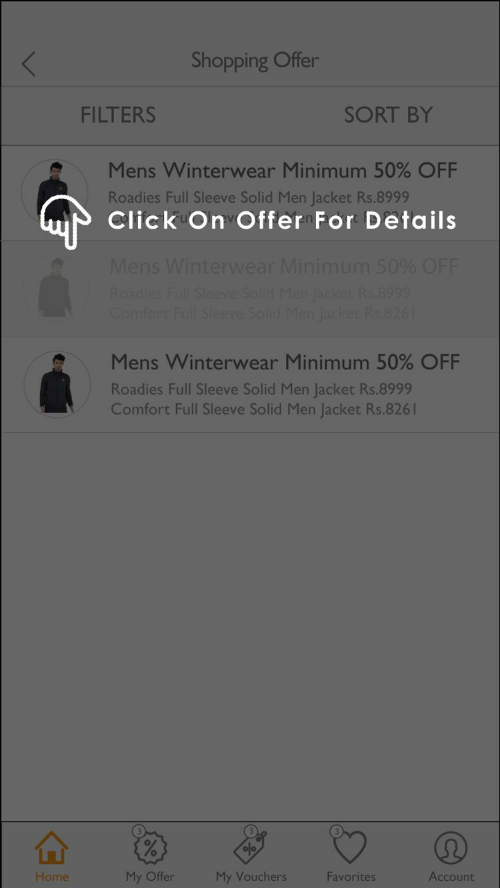 Shopping Offer
FILTERS SORT BY
Mens Winterwear Minimum 50% OFF
Roadies Full Sleeve Solid Men Jacket Rs.8999
Click On Offer For Details
Mens Winterwear Minimum 50% OFF
Roadies Full Sleeve Solid Men Jacket Rs.8999
Comfort Full Sleeve Solid Men Jacket Rs.8261
Mens Winterwear Minimum 50% OFF
Roadies Full Sleeve Solid Men Jacket Rs.8999
Comfort Full Sleeve Solid Men Jacket Rs.8261
3 3 3
Home My Offer My Vouchers Favorites Account